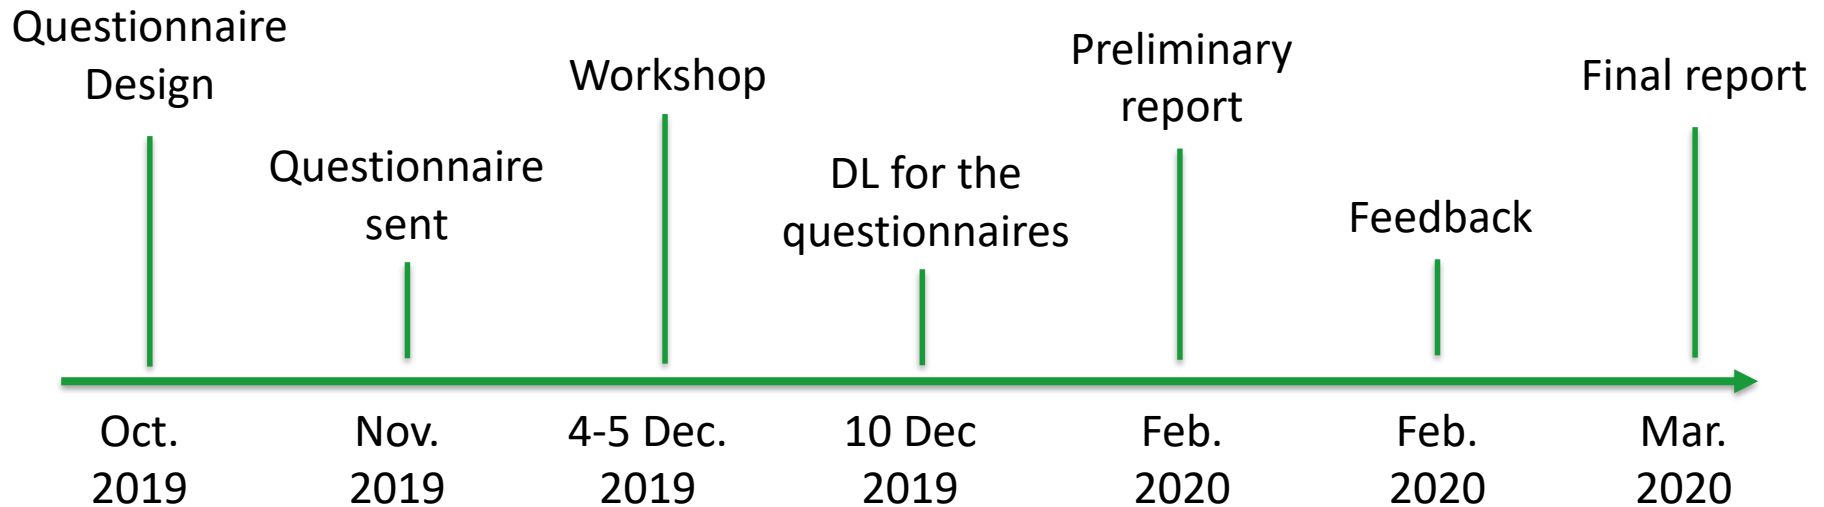 Questionnaire
Design
Questionnaire
sent
Workshop
DL for the
questionnaires
Preliminary
report
Feedback
Final report
Oct.
2019
Nov.
2019
4-5 Dec.
2019
10 Dec
2019
Feb.
2020
Feb.
2020
Mar.
2020